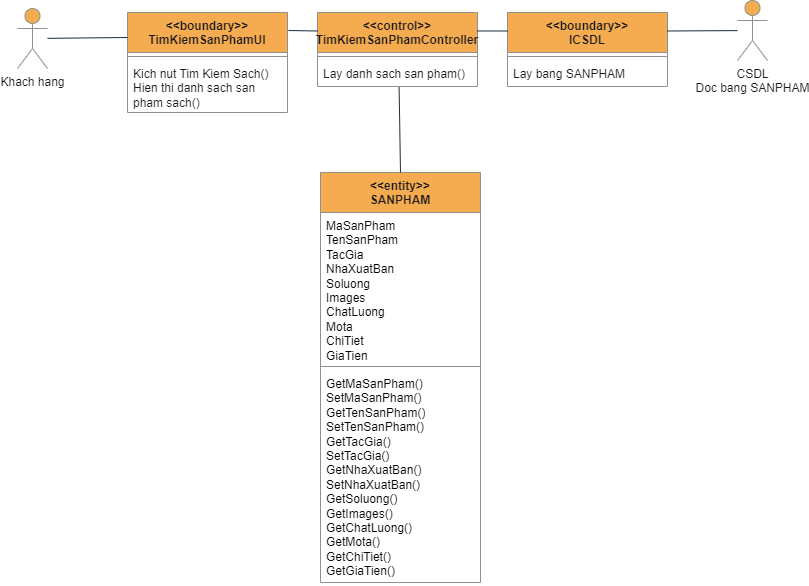 Khach hang
<<boundary>>
TimKiemSanPhamUI
Kich nut Tim Kiem Sach()
Hien thi danh sach san
pham sach()
<<control>>
TimKiemSanPhamController
Lay danh sach san pham()
<<boundary>>
ICSDL
Lay bang SANPHAM
CSDL
Doc bang SANPHAM
<<entity>>
SANPHAM
MaSanPham
TenSanPham
TacGia
NhaXuatBan
Soluong
Images
ChatLuong
Mota
ChiTiet
GiaTien
GetMaSanPham()
SetMaSanPham()
GetTenSanPham()
SetTenSanPham()
GetTacGia()
SetTacGia()
GetNhaXuatBan()
SetNhaXuatBan()
GetSoluong()
GetImages()
GetChatLuong()
GetMota()
GetChiTiet()
GetGiaTien()